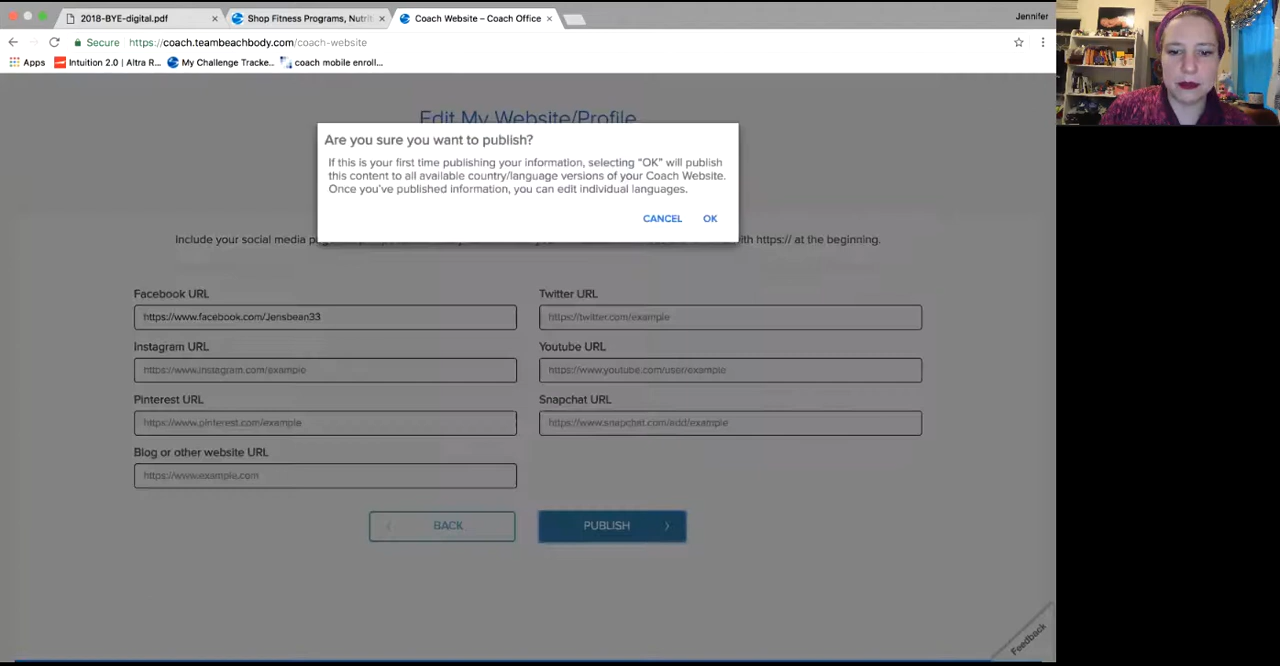 2018-BYE-digital.pdf
Shop Fitness Programs, Nutri
Coach Website – Coach Office
Jennifer
Secure
https://coach.teambeachbody.com/coach-website
Apps
Intuition 2.0 | Altra R...
My Challenge Tracke..
coach mobile enroll...
Edit My Website/Profile
Are you sure you want to publish?
If this is your first time publishing your information, selecting “OK” will publish
this content to all available country/language versions of your Coach Website.
Once you’ve published information, you can edit individual languages.
CANCEL
OK
Include your social media
with https:// at the beginning.
Facebook URL
https://www.facebook.com/Jensbean33
Twitter URL
https://twitter.com/example
Instagram URL
https://www.instagram.com/example
Youtube URL
https://www.youtube.com/user/example
Pinterest URL
https://www.pinterest.com/example
Snapchat URL
https://www.snapchat.com/add/example
Blog or other website URL
https://www.example.com
BACK
PUBLISH
Feedback